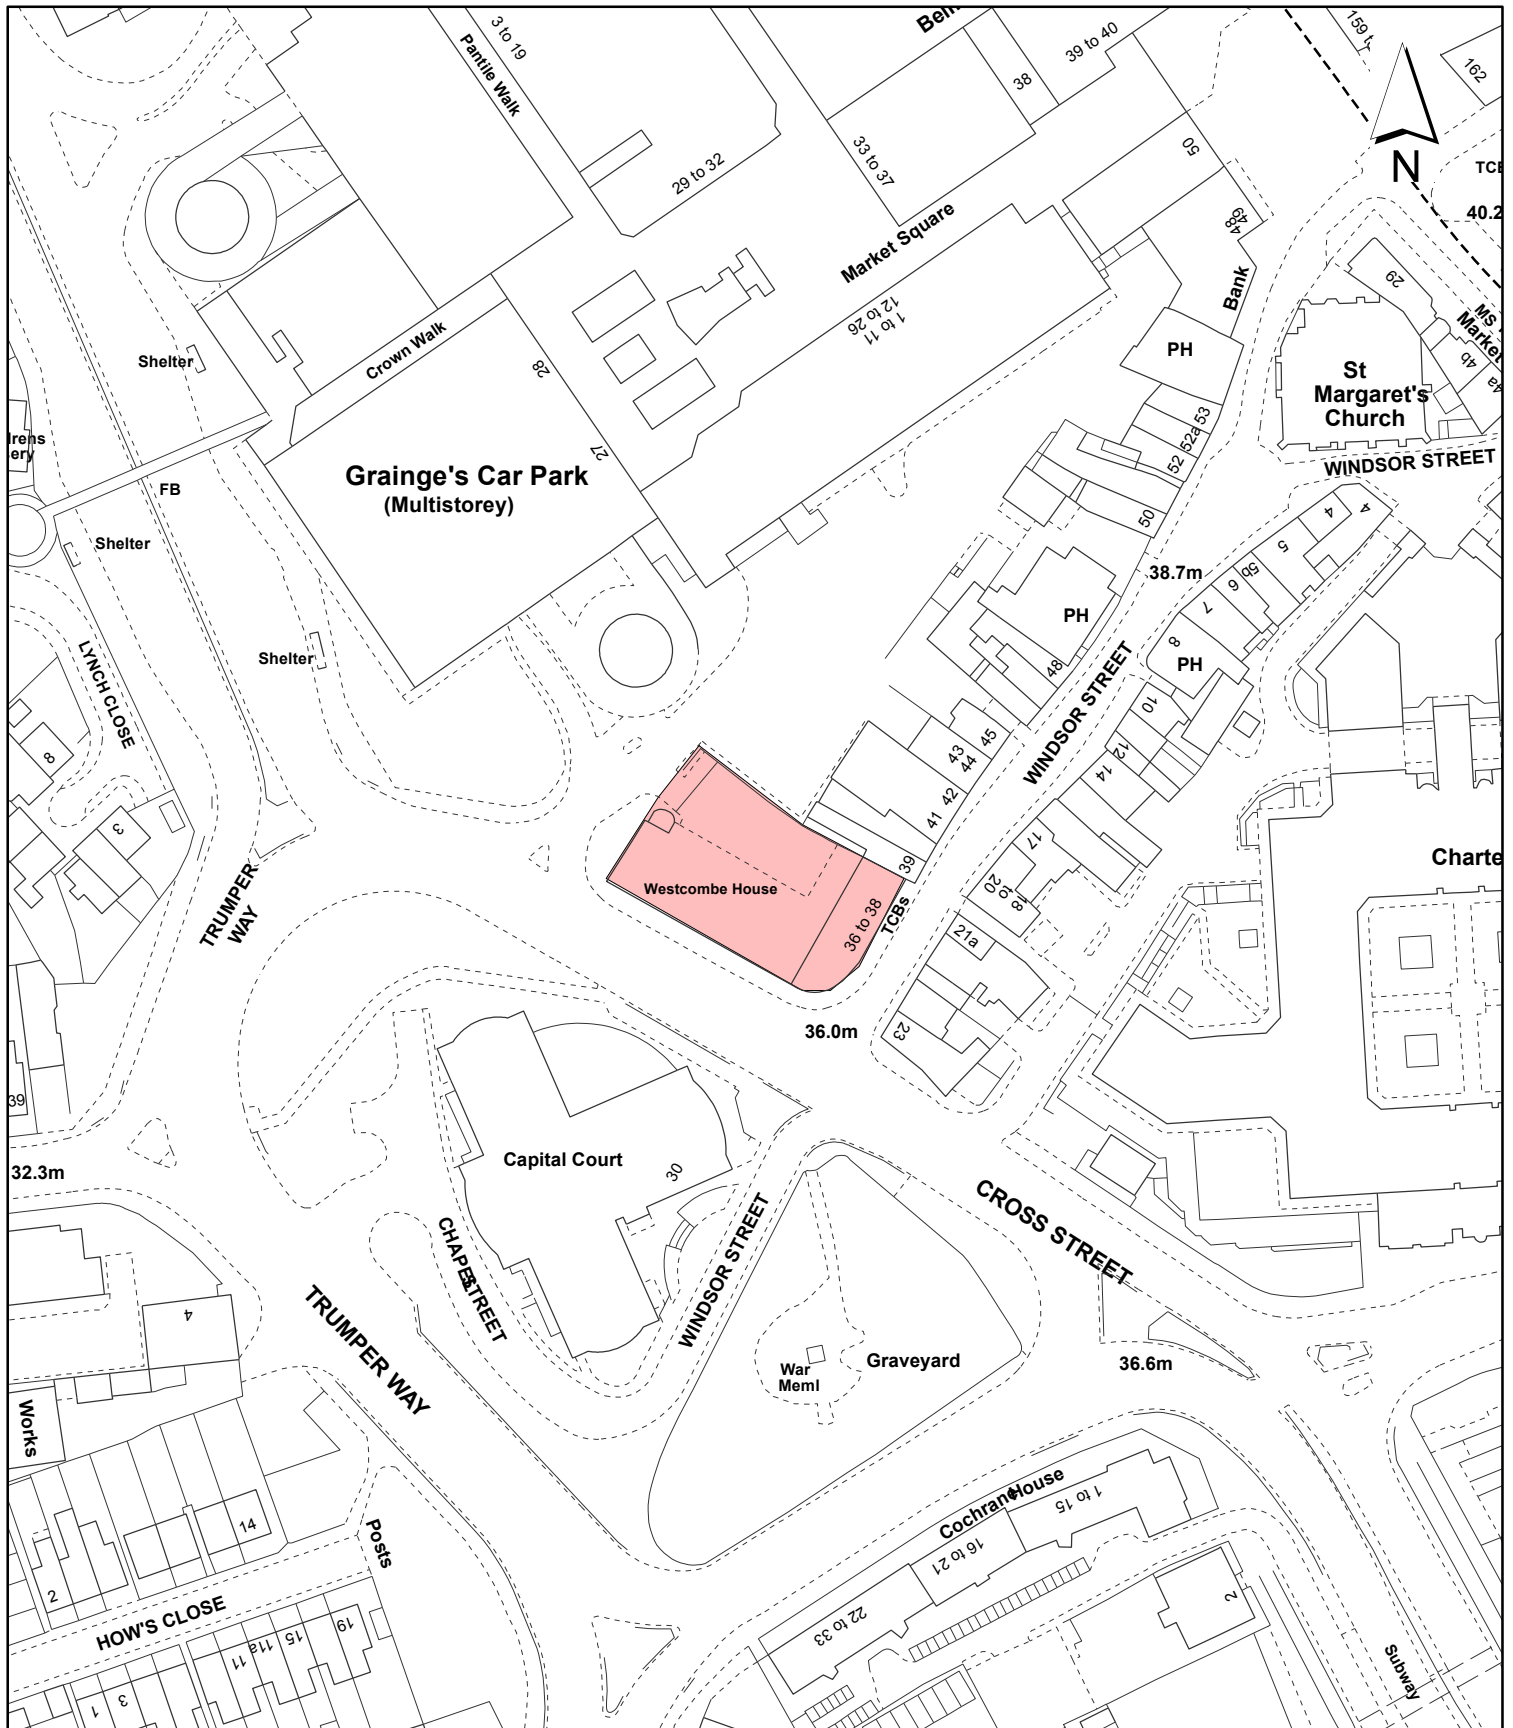 3 to 19
Pantile Walk
39 to 40
38
162
N
33 to 37
50
29 to 32
40.2
48
49
Market Square
Bank
29
1 to 11
12 to 26
MS
Market
Shelter
Crown Walk
28
PH
4b
4a
St
Margaret's
Church
53
52a
52
27
WINDSOR STREET
Grainge's Car Park
(Multistorey)
FB
50
4
4
Shelter
5
5b
6
7
38.7m
PH
8
PH
48
LYNCH CLOSE
Shelter
WINDSOR STREET
10
12
14
45
43
44
42
41
39
8
3
17
18
to
20
Westcombe House
36 to 38
TCBs
21a
TRUMPER
WAY
23
36.0m
39
32.3m
Capital Court
30
CROSS STREET
CHAPEL
STREET
WINDSOR STREET
TRUMPER WAY
4
War
Meml
Graveyard
36.6m
Works
Cochrane House
1 to 15
16 to 21
22 to 33
14
Posts
2
2
HOW'S CLOSE
19
15
11a
11
3
1
Subway